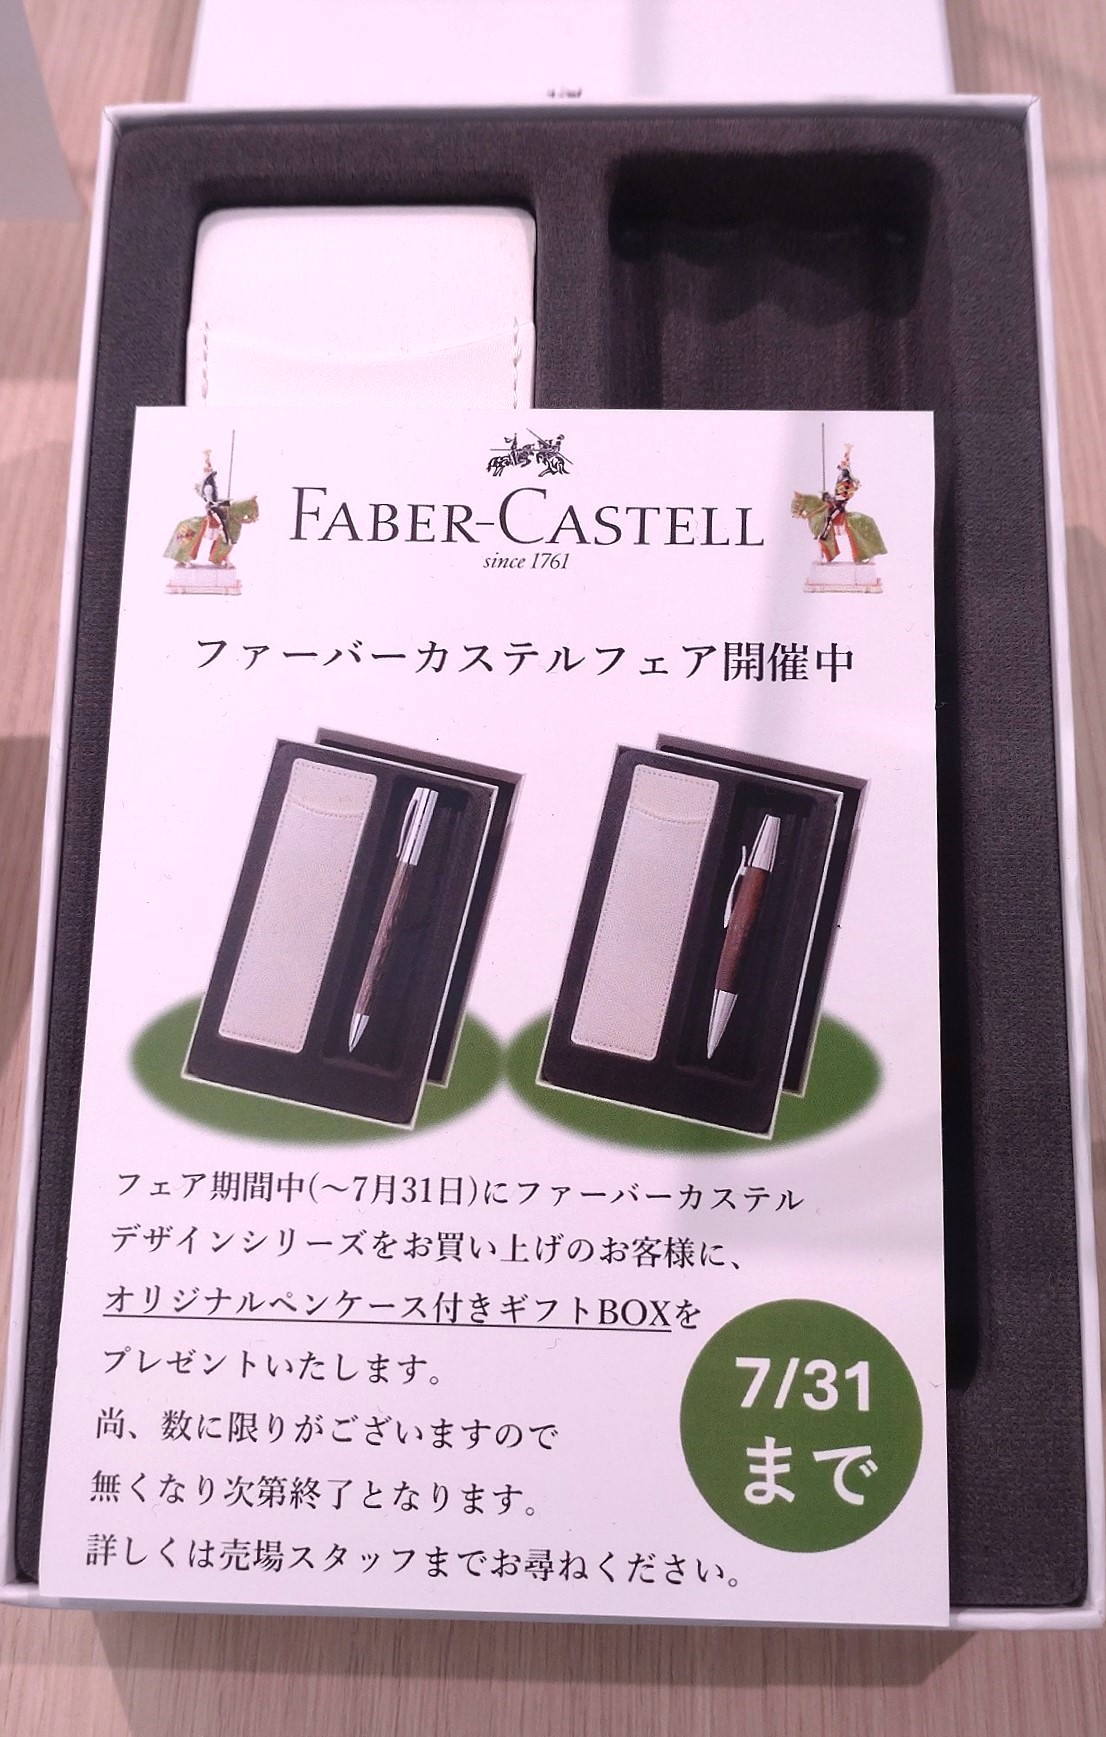 FABER-CASTELL
since 1761
ファーバーカステルフェア開催中
フェア期間中(～7月31日)にファーバーカステル
デザインシリーズをお買い上げのお客様に、
オリジナルペンケース付きギフトBOXを
プレゼントいたします。
尚、数に限りがございますので
無くなり次第終了となります。
詳しくは売場スタッフまでお尋ねください。
7/31
まで